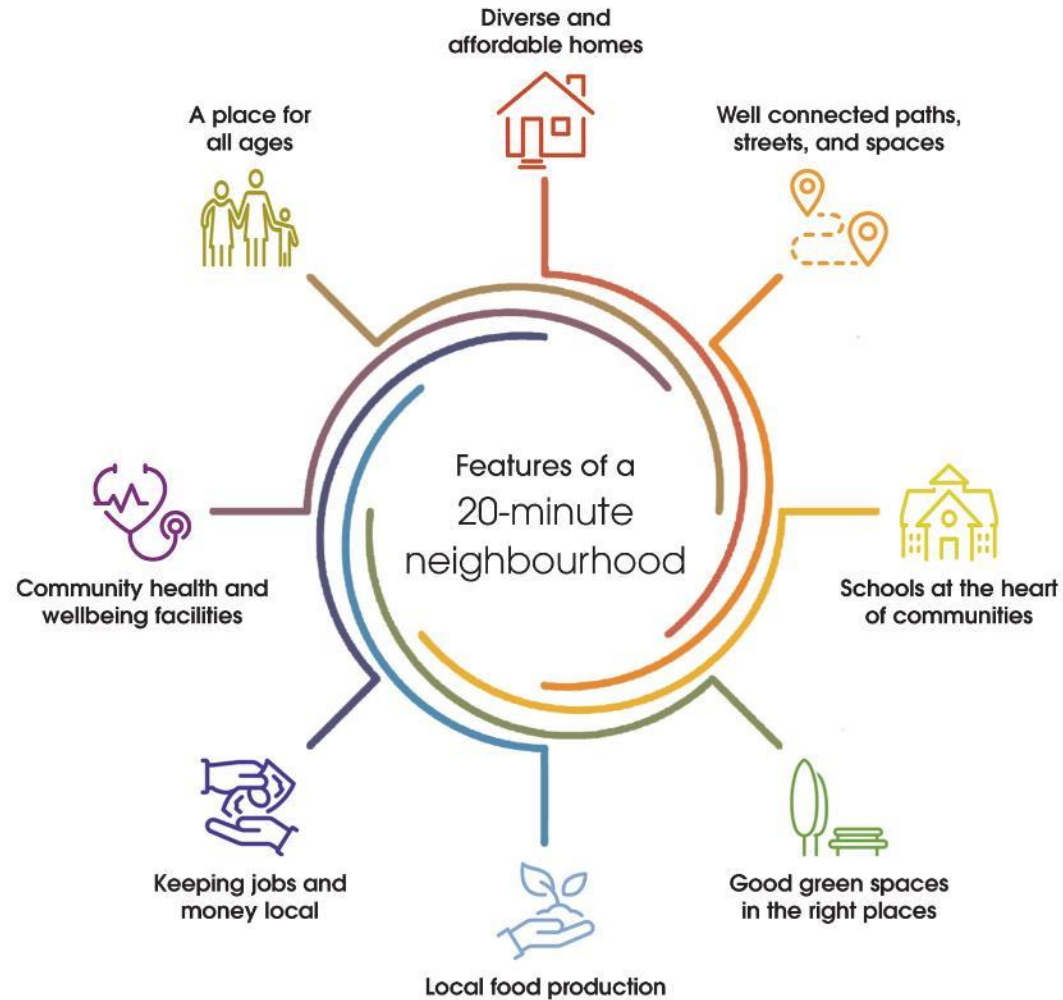 Diverse and
affordable homes
A place for
all ages
Well connected paths,
streets, and spaces
Features of a
20-minute
neighbourhood
Community health and
wellbeing facilities
Schools at the heart
of communities
Keeping jobs and
money local
Good green spaces
in the right places
Local food production